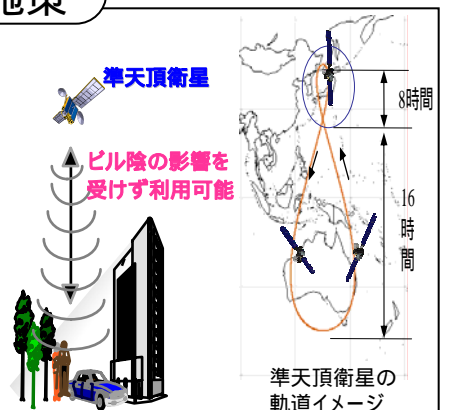 施策
準天頂衛星
ビル陰の影響を
受けず利用可能
8時間
16
時
間
準天頂衛星の
軌道イメージ